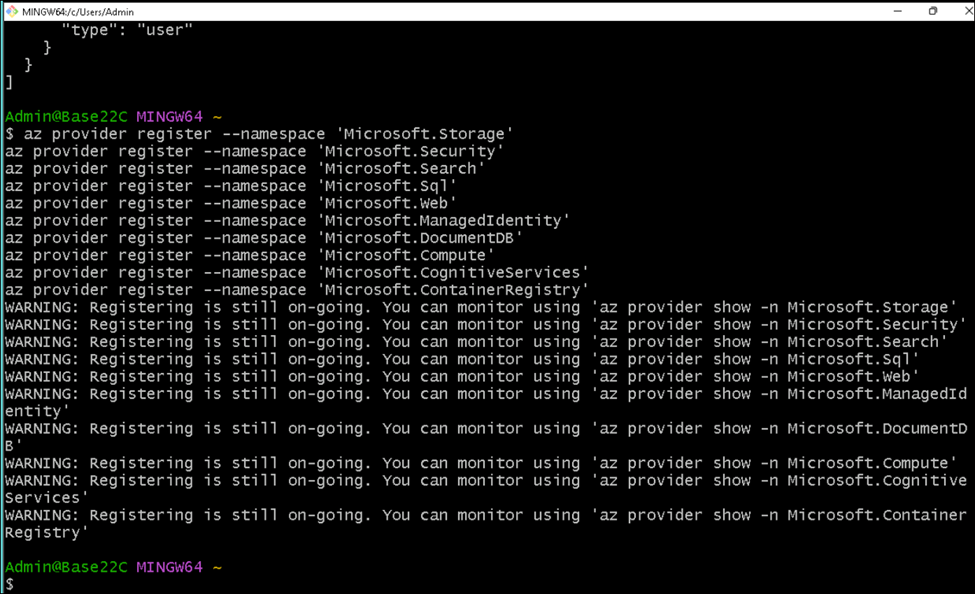 MINGW64:/c/Users/Admin
"type": "user"
}
}
]
Admin@Base22C MINGW64 ~
$ az provider register --namespace 'Microsoft.Storage'
az provider register --namespace 'Microsoft.Security'
az provider register --namespace 'Microsoft.Search'
az provider register --namespace 'Microsoft.Sql'
az provider register --namespace 'Microsoft.Web'
az provider register --namespace 'Microsoft.ManagedIdentity'
az provider register --namespace 'Microsoft.DocumentDB'
az provider register --namespace 'Microsoft.Compute'
az provider register --namespace 'Microsoft.CognitiveServices'
az provider register --namespace 'Microsoft.ContainerRegistry'
WARNING: Registering is still on-going. You can monitor using 'az provider show -n Microsoft.Storage'
WARNING: Registering is still on-going. You can monitor using 'az provider show -n Microsoft.Security'
WARNING: Registering is still on-going. You can monitor using 'az provider show -n Microsoft.Search'
WARNING: Registering is still on-going. You can monitor using 'az provider show -n Microsoft.Sql'
WARNING: Registering is still on-going. You can monitor using 'az provider show -n Microsoft.Web'
WARNING: Registering is still on-going. You can monitor using 'az provider show -n Microsoft.ManagedId
entity'
WARNING: Registering is still on-going. You can monitor using 'az provider show -n Microsoft.DocumentD
B'
WARNING: Registering is still on-going. You can monitor using 'az provider show -n Microsoft.Compute'
WARNING: Registering is still on-going. You can monitor using 'az provider show -n Microsoft.Cognitive
Services'
WARNING: Registering is still on-going. You can monitor using 'az provider show -n Microsoft.Container
Registry'
Admin@Base22C MINGW64 ~
$